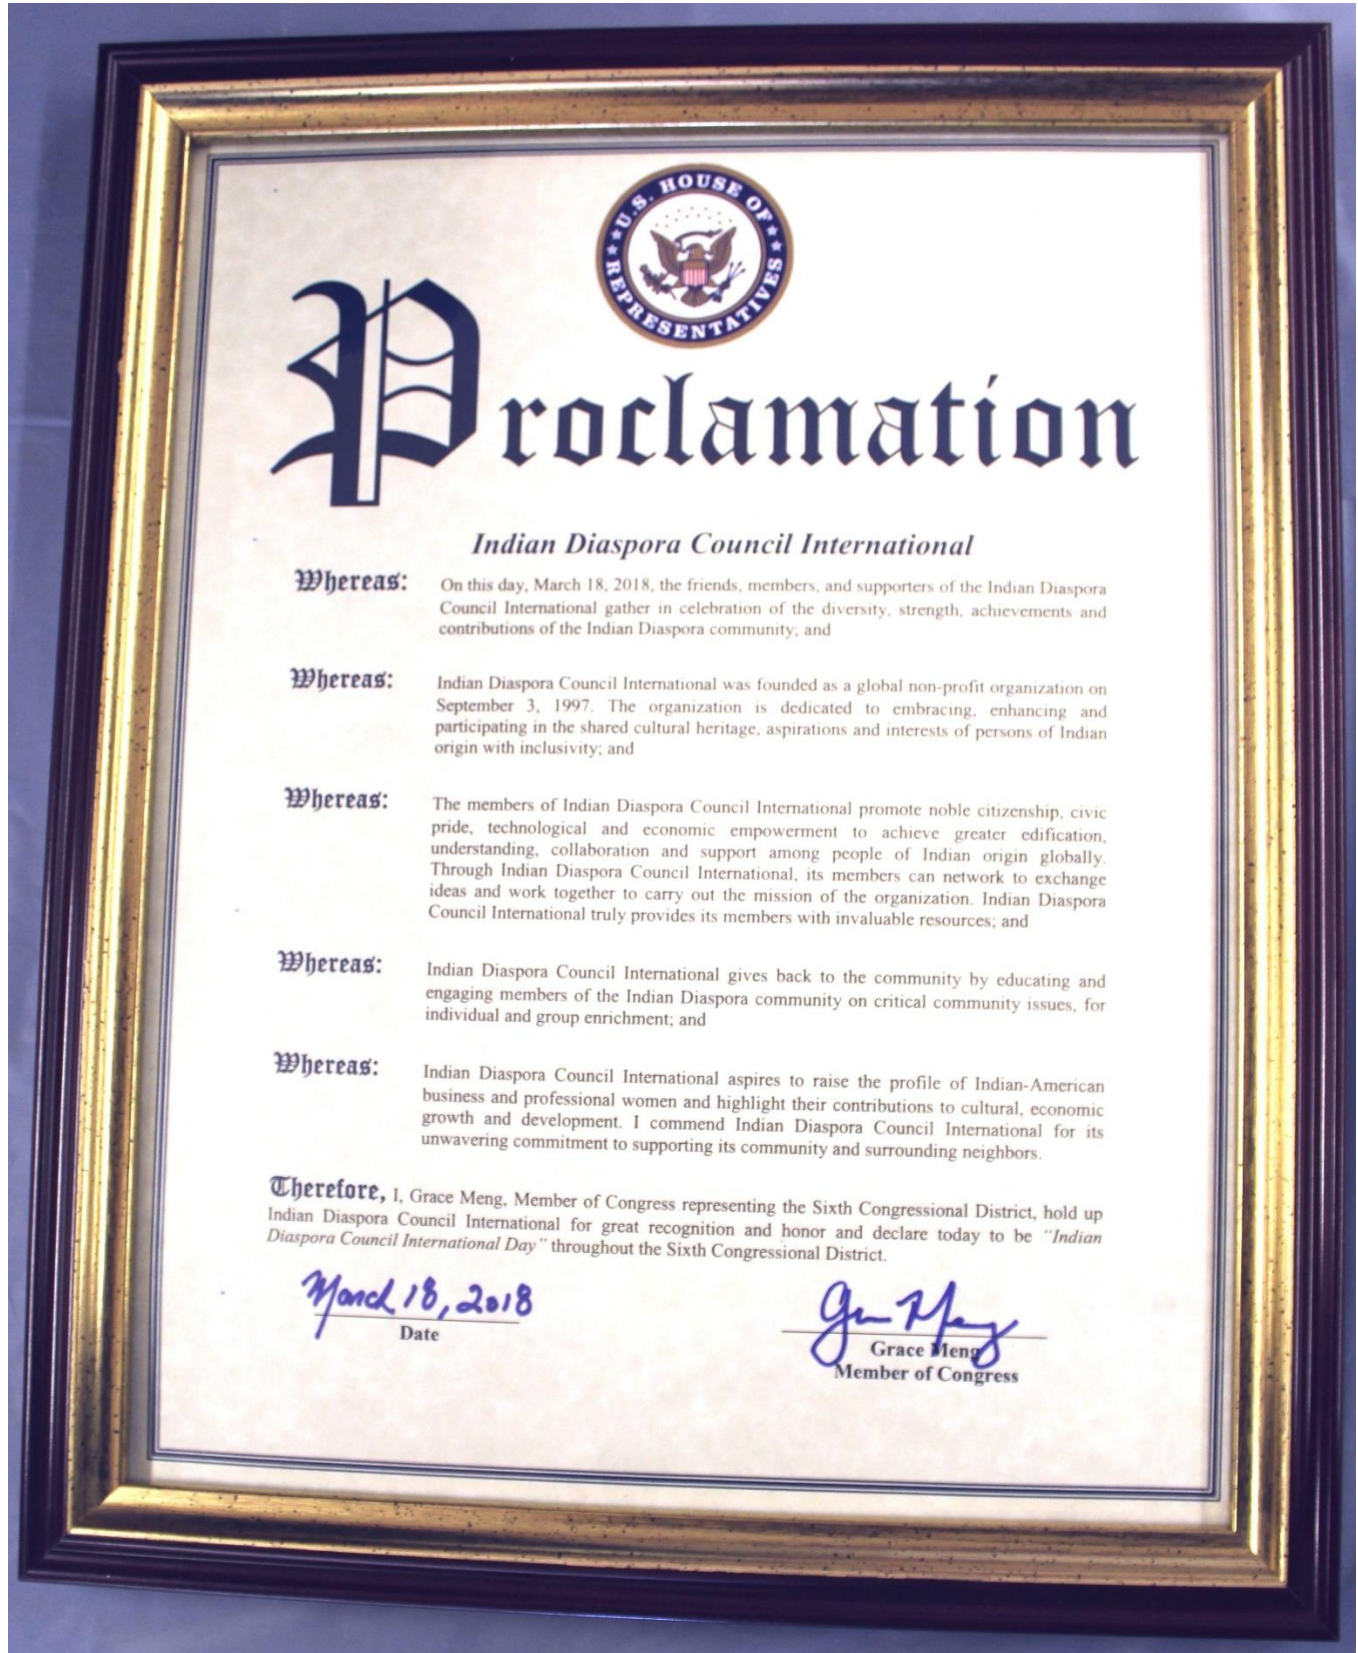 U.S. HOUSE OF
REPRESENTATIVES
Proclamation
Indian Diaspora Council International
Whereas: On this day, March 18, 2018, the friends, members, and supporters of the Indian Diaspora
Council International gather in celebration of the diversity, strength, achievements and
contributions of the Indian Diaspora community; and
Whereas: Indian Diaspora Council International was founded as a global non-profit organization on
September 3, 1997. The organization is dedicated to embracing, enhancing and
participating in the shared cultural heritage, aspirations and interests of persons of Indian
origin with inclusivity; and
Whereas: The members of Indian Diaspora Council International promote noble citizenship, civic
pride, technological and economic empowerment to achieve greater edification,
understanding, collaboration and support among people of Indian origin globally.
Through Indian Diaspora Council International, its members can network to exchange
ideas and work together to carry out the mission of the organization. Indian Diaspora
Council International truly provides its members with invaluable resources; and
Whereas: Indian Diaspora Council International gives back to the community by educating and
engaging members of the Indian Diaspora community on critical community issues, for
individual and group enrichment; and
Whereas: Indian Diaspora Council International aspires to raise the profile of Indian-American
business and professional women and highlight their contributions to cultural, economic
growth and development. I commend Indian Diaspora Council International for its
unwavering commitment to supporting its community and surrounding neighbors.
Therefore, I, Grace Meng, Member of Congress representing the Sixth Congressional District, hold up
Indian Diaspora Council International for great recognition and honor and declare today to be "Indian
Diaspora Council International Day" throughout the Sixth Congressional District.
March 18, 2018
Date
Grace Meng
Grace Meng
Member of Congress